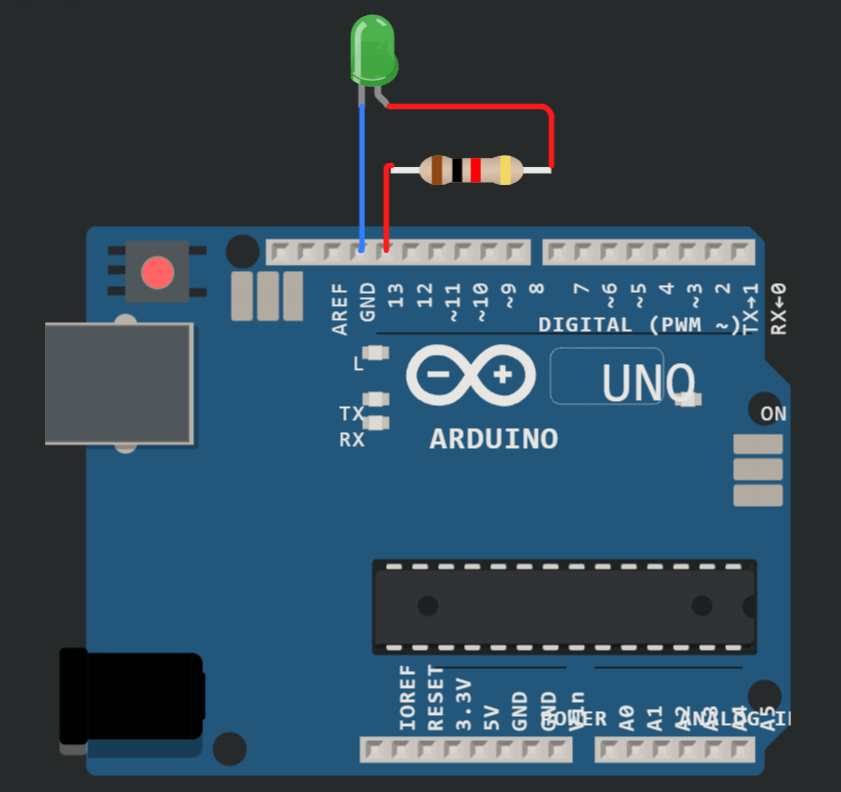 AREF
GND
13
12
~11
~10
~9
8
7
~6
~5
4
~3
2
TX→1
RX←0
DIGITAL (PWM ~)
L
TX
RX
UNO
ARDUINO
ON
IOREF
RESET
3.3V
5V
GND
GND
Vin
A0
A1
A2
A3
A4
A5
POWER
ANALOG I